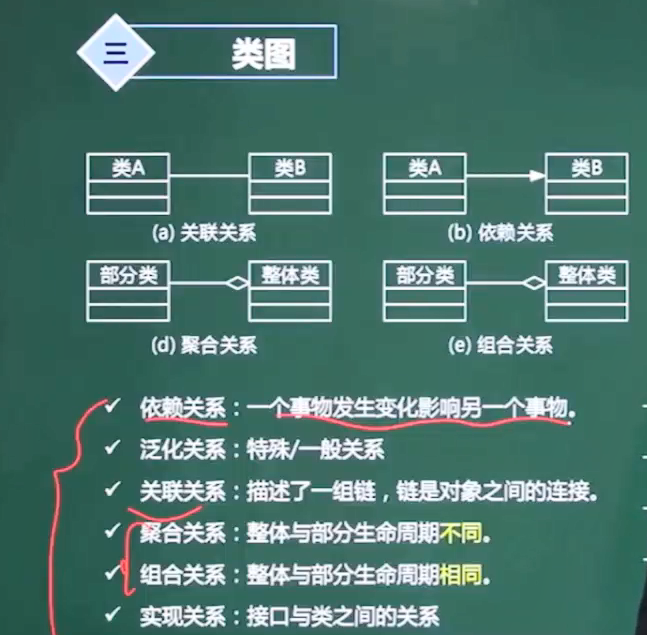 三 类图
类A 类B 类A 类B
(a) 关联关系 (b) 依赖关系
部分类 整体类 部分类 整体类
(d) 聚合关系 (e) 组合关系
✓ 依赖关系：一个事物发生变化影响另一个事物。
✓ 泛化关系：特殊/一般关系
✓ 关联关系：描述了一组链，链是对象之间的连接。
✓ 聚合关系：整体与部分生命周期不同。
✓ 组合关系：整体与部分生命周期相同。
✓ 实现关系：接口与类之间的关系